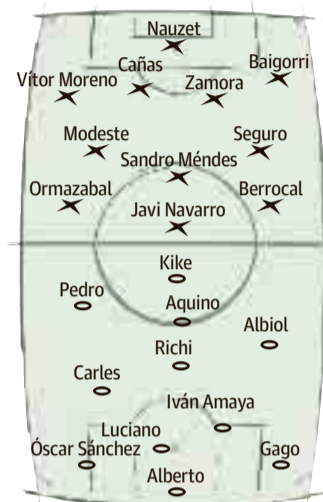 Nauzet
Cañas
Baigorri
Vítor Moreno
Zamora
Modeste
Seguro
Sandro Méndes
Ormazabal
Berrocal
Javi Navarro
Kike
Pedro
Aquino
Albiol
Richi
Carles
Iván Amaya
Luciano
Óscar Sánchez
Gago
Alberto